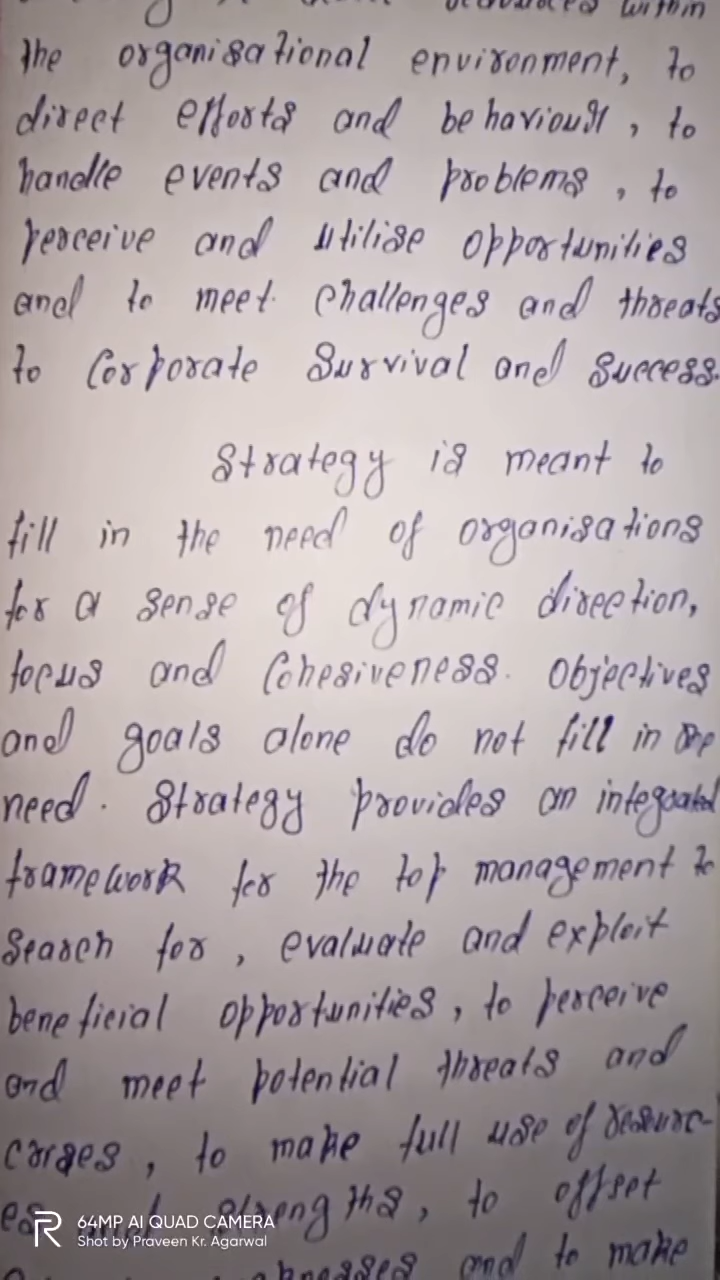 within
the organisational environment, to
direct efforts and behaviour, to
handle events and problems, to
perceive and utilise opportunities
and to meet challenges and threats
to corporate survival and success.
Strategy is meant to
fill in the need of organisations
for a sense of dynamic direction,
focus and cohesiveness. Objectives
and goals alone do not fill in the
need. Strategy provides an integrated
framework for the top management to
search for, evaluate and exploit
beneficial opportunities, to perceive
and meet potential threats and
, to make full use of resourc-
es and strengths, to offset
and to make
64MP AI QUAD CAMERA
Shot by Praveen Kr. Agarwal